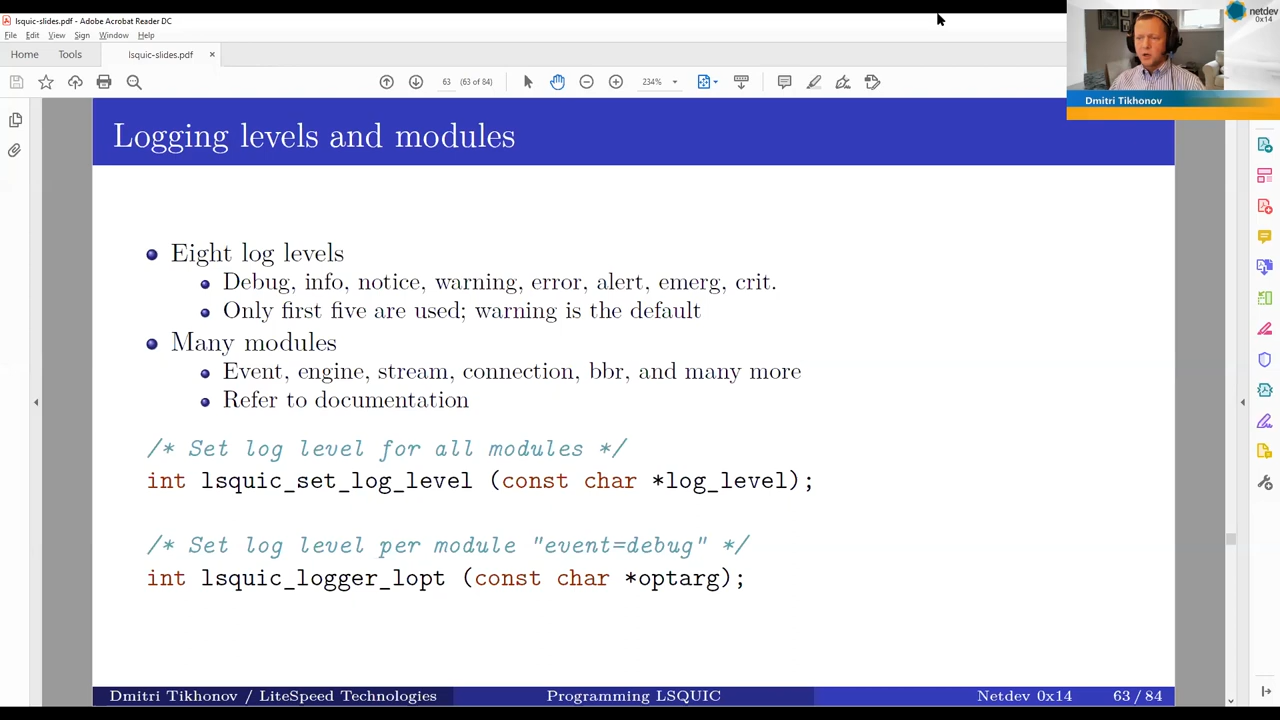 lsquic-slides.pdf - Adobe Acrobat Reader DC
File Edit View Sign Window Help
Home Tools lsquic-slides.pdf ×
63 (63 of 84) 234%
netdev
0x14
Dmitri Tikhonov
Logging levels and modules
Eight log levels
Debug, info, notice, warning, error, alert, emerg, crit.
Only first five are used; warning is the default
Many modules
Event, engine, stream, connection, bbr, and many more
Refer to documentation
/* Set log level for all modules */
int lsquic_set_log_level (const char *log_level);
/* Set log level per module "event=debug" */
int lsquic_logger_lopt (const char *optarg);
Dmitri Tikhonov / LiteSpeed Technologies Programming LSQUIC Netdev 0x14 63 / 84